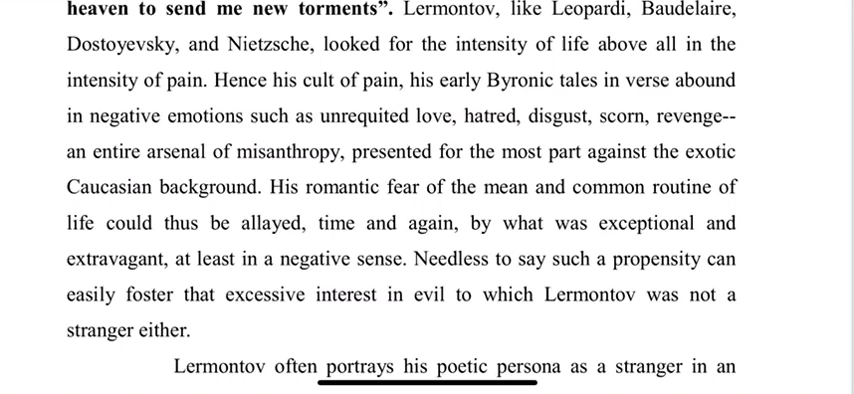 heaven to send me new torments”. Lermontov, like Leopardi, Baudelaire,
Dostoyevsky, and Nietzsche, looked for the intensity of life above all in the
intensity of pain. Hence his cult of pain, his early Byronic tales in verse abound
in negative emotions such as unrequited love, hatred, disgust, scorn, revenge--
an entire arsenal of misanthropy, presented for the most part against the exotic
Caucasian background. His romantic fear of the mean and common routine of
life could thus be allayed, time and again, by what was exceptional and
extravagant, at least in a negative sense. Needless to say such a propensity can
easily foster that excessive interest in evil to which Lermontov was not a
stranger either.
Lermontov often portrays his poetic persona as a stranger in an